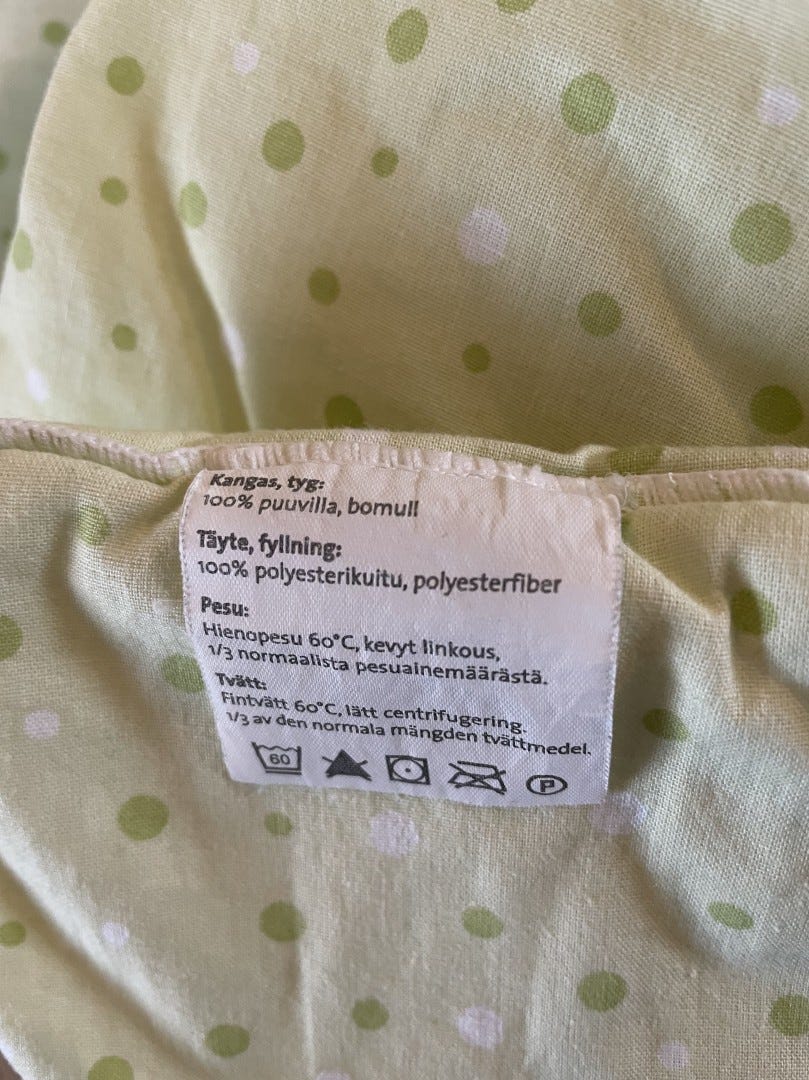 Kangas, tyg:
100% puuvilla, bomull
Täyte, fyllning:
100% polyesterikuitu, polyesterfiber
Pesu:
Hienopesu 60°C, kevyt linkous,
1/3 normaalista pesuainemäärästä.
Tvätt:
Fintvätt 60°C, lätt centrifugering.
1/3 av den normala mängden tvättmedel.
60 P